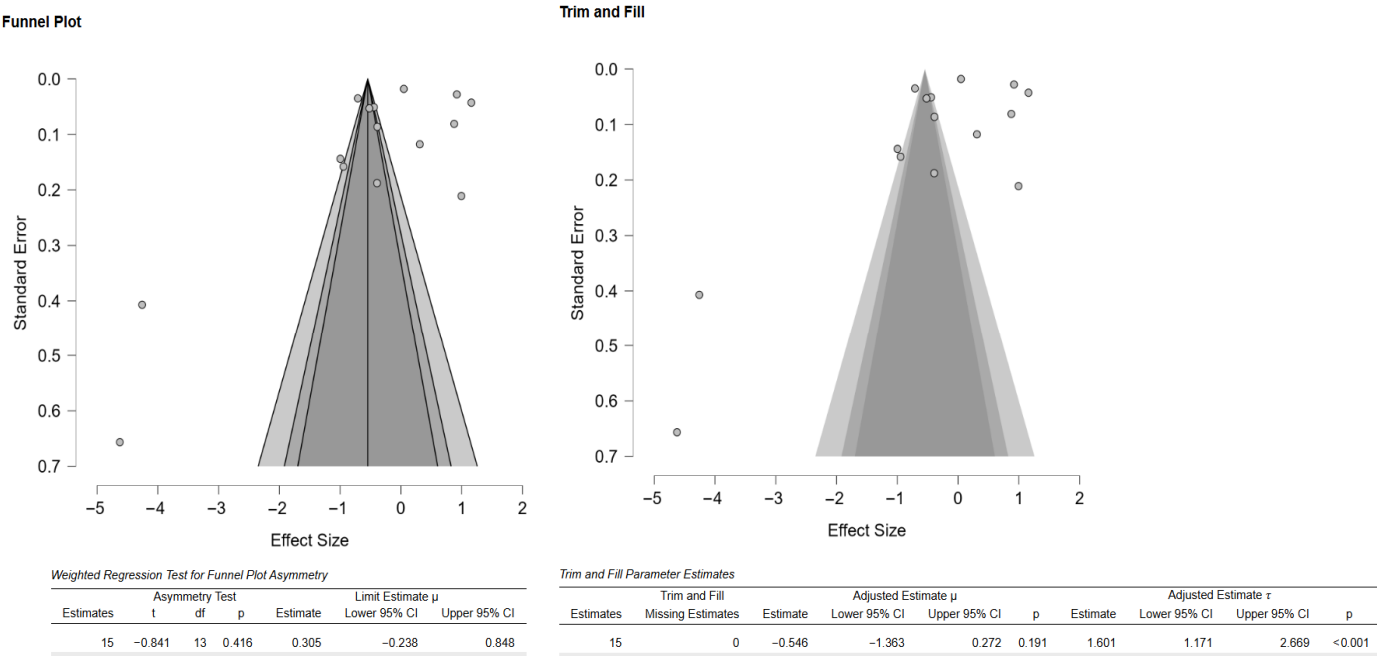 Funnel Plot
0.0
0.1
0.2
0.3
0.4
0.5
0.6
0.7
Standard Error
−5 −4 −3 −2 −1 0 1 2
Effect Size
Weighted Regression Test for Funnel Plot Asymmetry
Asymmetry Test Limit Estimate μ
Estimates t df p Estimate Lower 95% CI Upper 95% CI
15 −0.841 13 0.416 0.305 −0.238 0.848
Trim and Fill
0.0
0.1
0.2
0.3
0.4
0.5
0.6
0.7
Standard Error
−5 −4 −3 −2 −1 0 1 2
Effect Size
Trim and Fill Parameter Estimates
Trim and Fill Adjusted Estimate μ Adjusted Estimate τ
Estimates Missing Estimates Estimate Lower 95% CI Upper 95% CI p Estimate Lower 95% CI Upper 95% CI p
15 0 −0.546 −1.363 0.272 0.191 1.601 1.171 2.669 <0.001